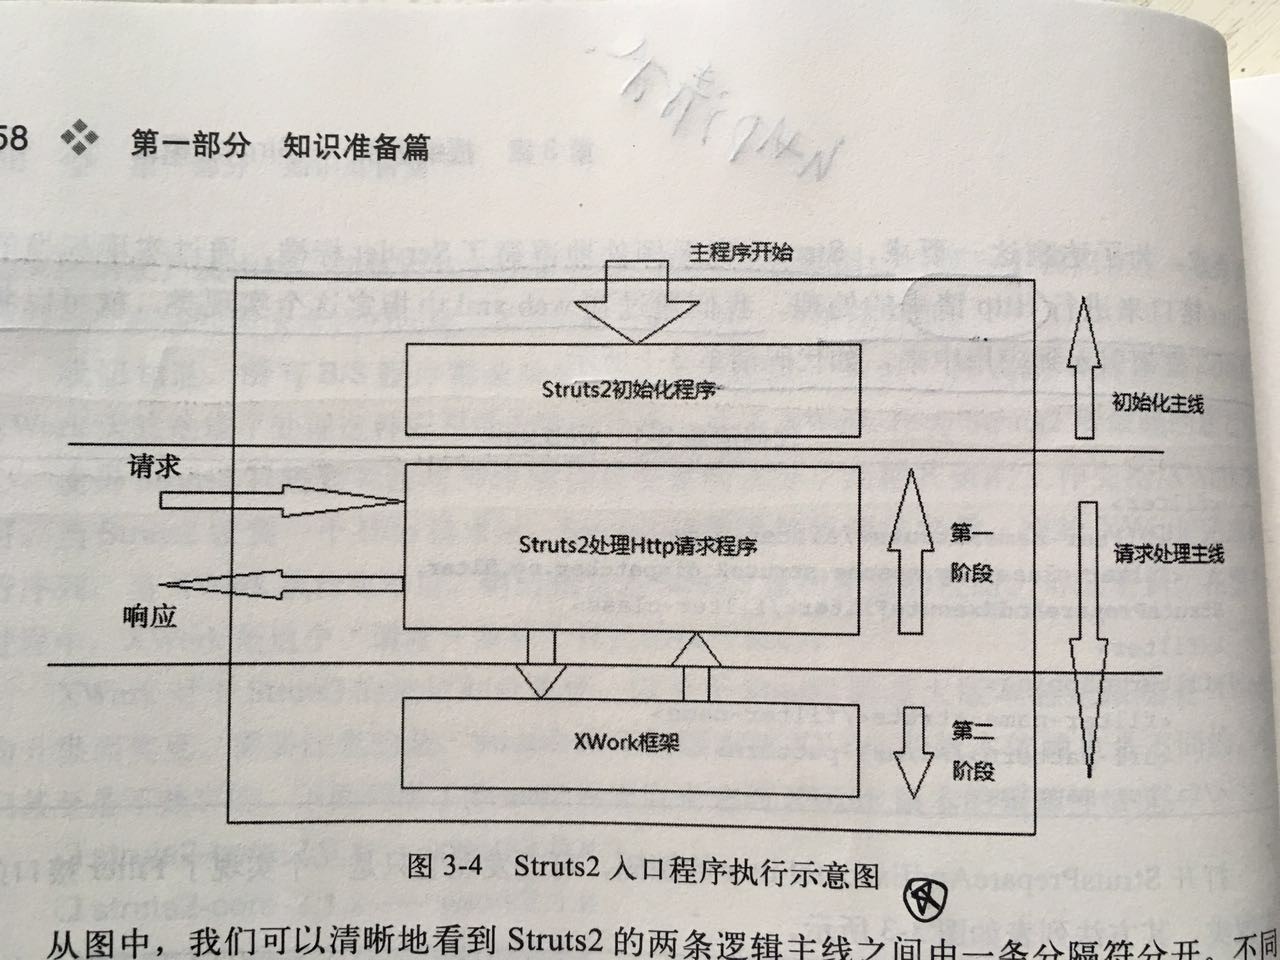 58 第一部分 知识准备篇
主程序开始
Struts2初始化程序
初始化主线
请求
Struts2处理Http请求程序
第一
阶段
请求处理主线
响应
XWork框架
第二
阶段
图 3-4 Struts2 入口程序执行示意图
从图中，我们可以清晰地看到 Struts2 的两条逻辑主线之间由一条分隔符分开。不同